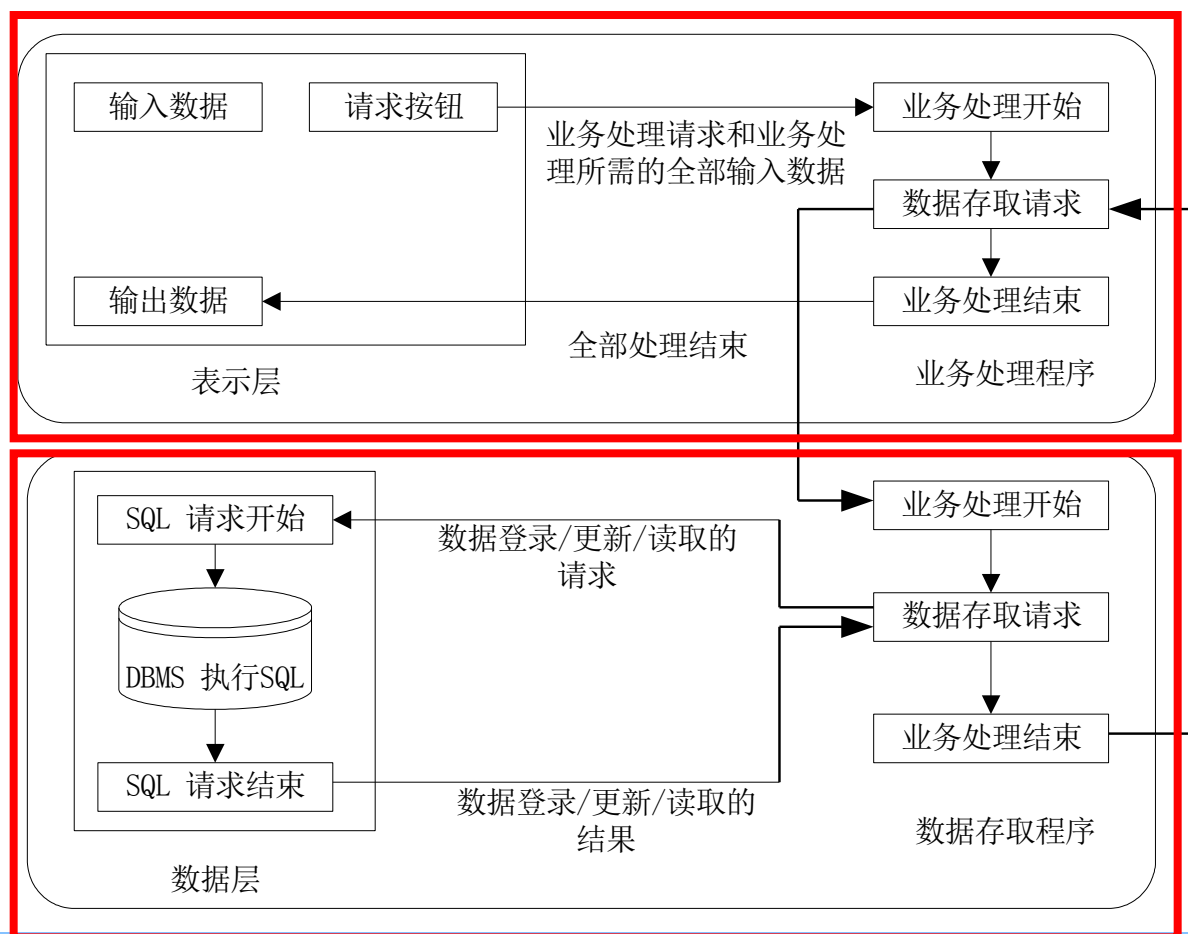 输入数据
请求按钮
业务处理开始
业务处理请求和业务处
理所需的全部输入数据
数据存取请求
输出数据
业务处理结束
全部处理结束
表示层
业务处理程序
SQL 请求开始
业务处理开始
数据登录/更新/读取的
请求
数据存取请求
DBMS 执行SQL
业务处理结束
SQL 请求结束
数据登录/更新/读取的
结果
数据存取程序
数据层